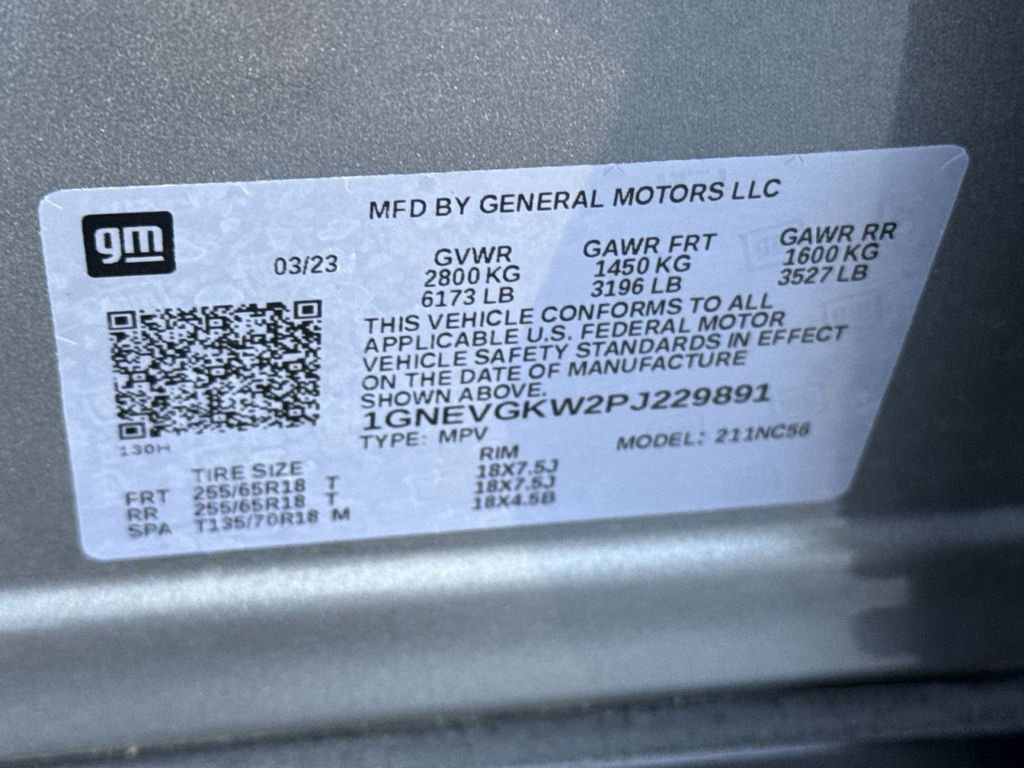 gm
MFD BY GENERAL MOTORS LLC
03/23
GVWR GAWR FRT GAWR RR
2800 KG 1450 KG 1600 KG
6173 LB 3196 LB 3527 LB
THIS VEHICLE CONFORMS TO ALL
APPLICABLE U.S. FEDERAL MOTOR
VEHICLE SAFETY STANDARDS IN EFFECT
ON THE DATE OF MANUFACTURE
SHOWN ABOVE.
1GNEVGKW2PJ229891
130H
TYPE: MPV MODEL: 211NC56
TIRE SIZE RIM
FRT 255/65R18 T 18X7.5J
RR 255/65R18 T 18X7.5J
SPA T135/70R18 M 18X4.5B